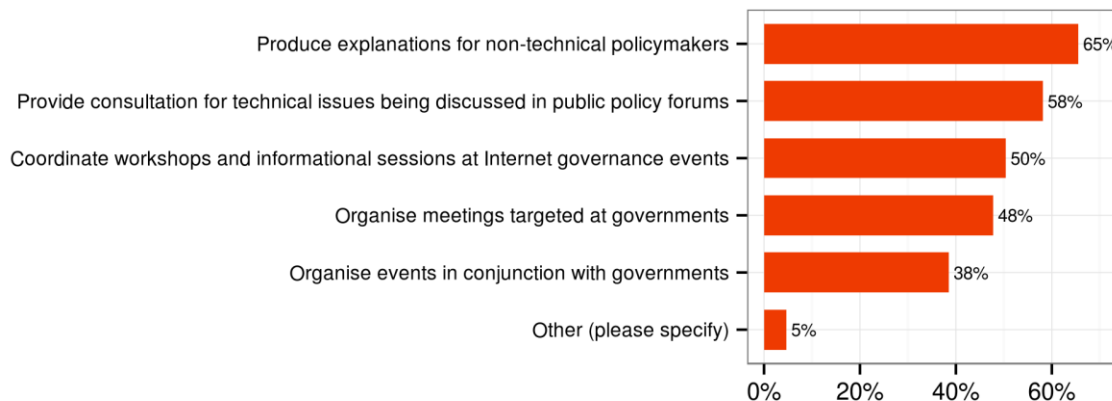 Produce explanations for non-technical policymakers 65%
Provide consultation for technical issues being discussed in public policy forums 58%
Coordinate workshops and informational sessions at Internet governance events 50%
Organise meetings targeted at governments 48%
Organise events in conjunction with governments 38%
Other (please specify) 5%
0% 20% 40% 60%